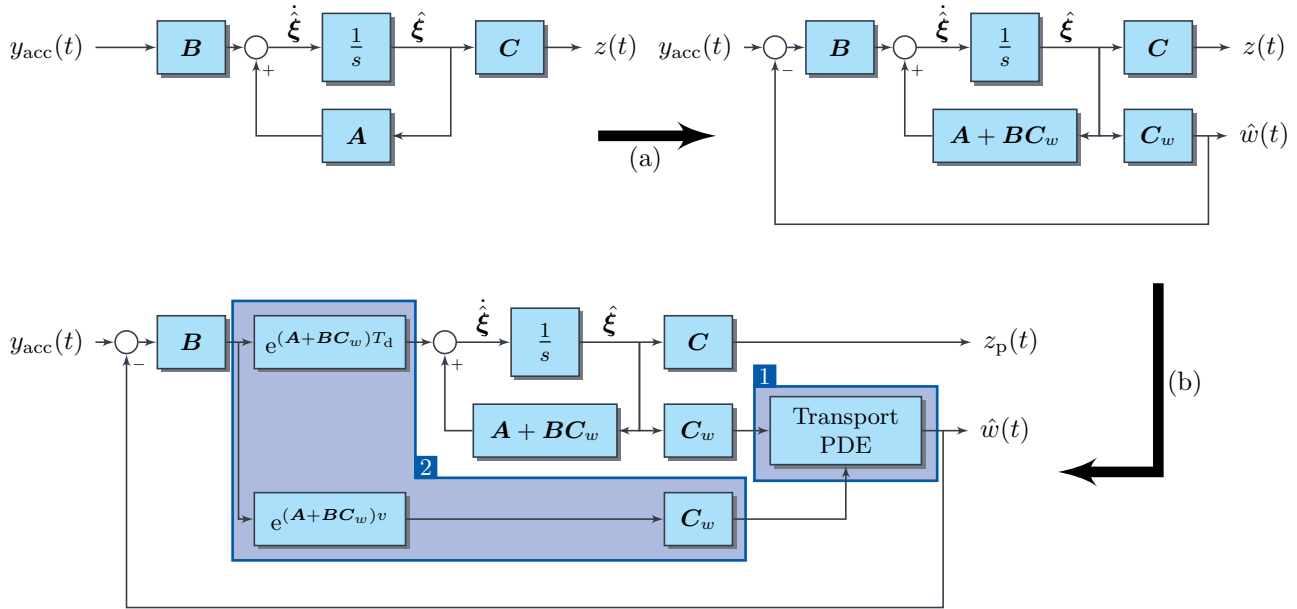 y_acc(t) B + ξ̂̇ 1/s ξ̂ C z(t)
A
(a)
y_acc(t) − B + ξ̂̇ 1/s ξ̂ C z(t)
A + BC_w C_w ŵ(t)
y_acc(t) − B e^{(A+BC_w)T_d} + ξ̂̇ 1/s ξ̂ C z_p(t)
(b)
1
A + BC_w C_w Transport
PDE
ŵ(t)
2
e^{(A+BC_w)v} C_w